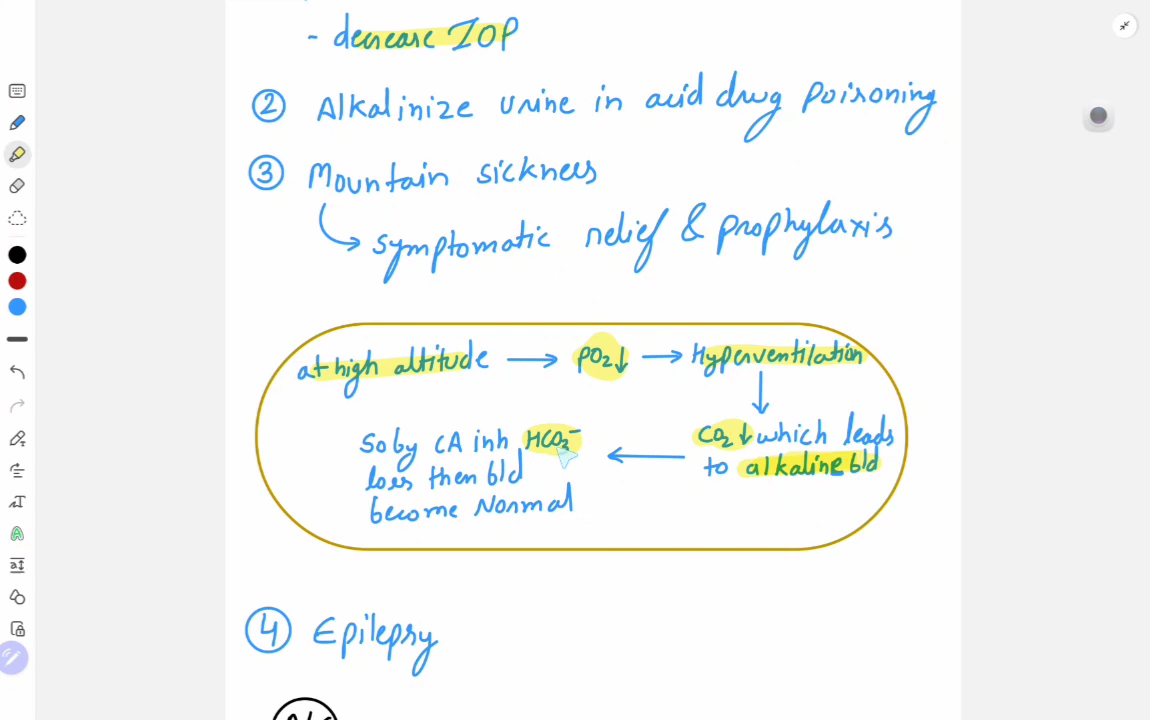 - decrease IOP
② Alkalinize urine in acid drug poisoning
③ Mountain sickness
↳ symptomatic relief & prophylaxis
at high altitude → PO2↓ → Hyperventilation
↓
CO2↓ which leads
to alkaline bld
← So by CA inh HCO3⁻
loss then bld
become Normal
④ Epilepsy